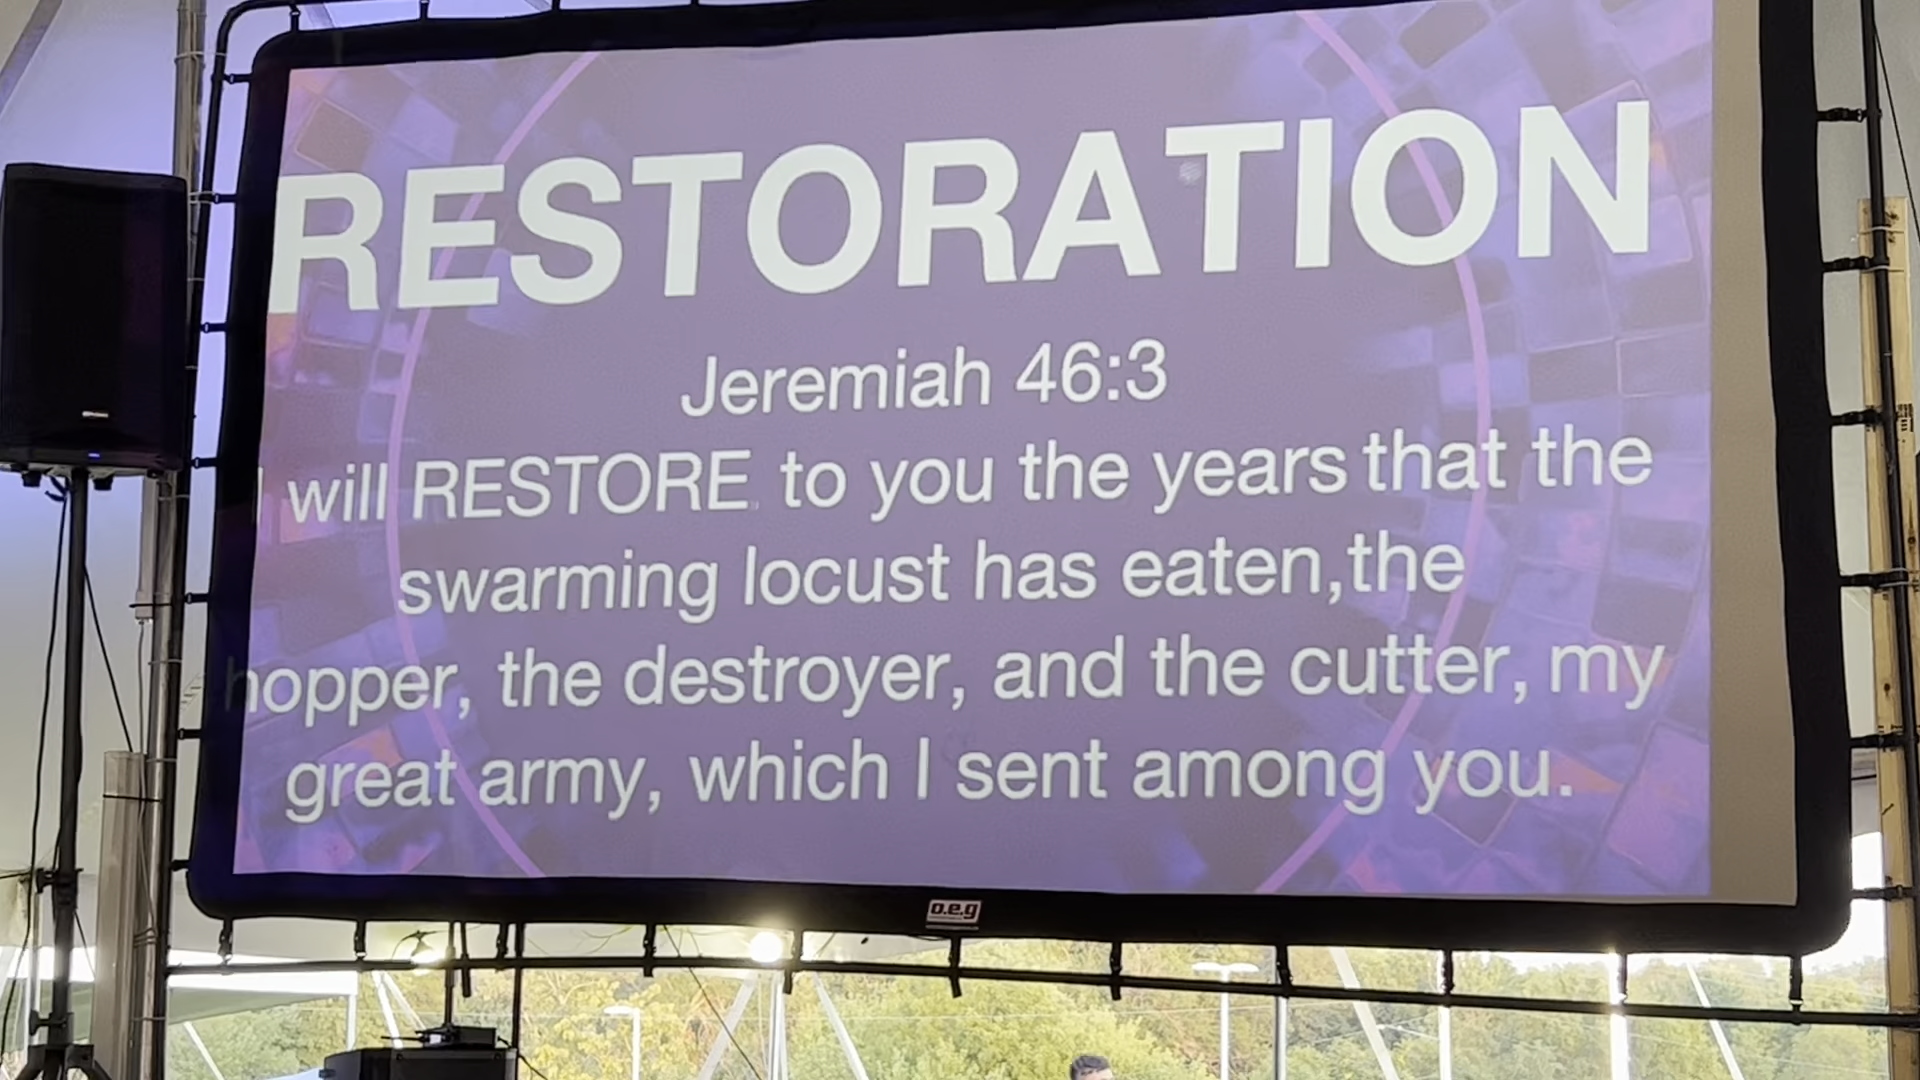 RESTORATION
Jeremiah 46:3
I will RESTORE to you the years that the
swarming locust has eaten,the
hopper, the destroyer, and the cutter, my
great army, which I sent among you.
o.e.g